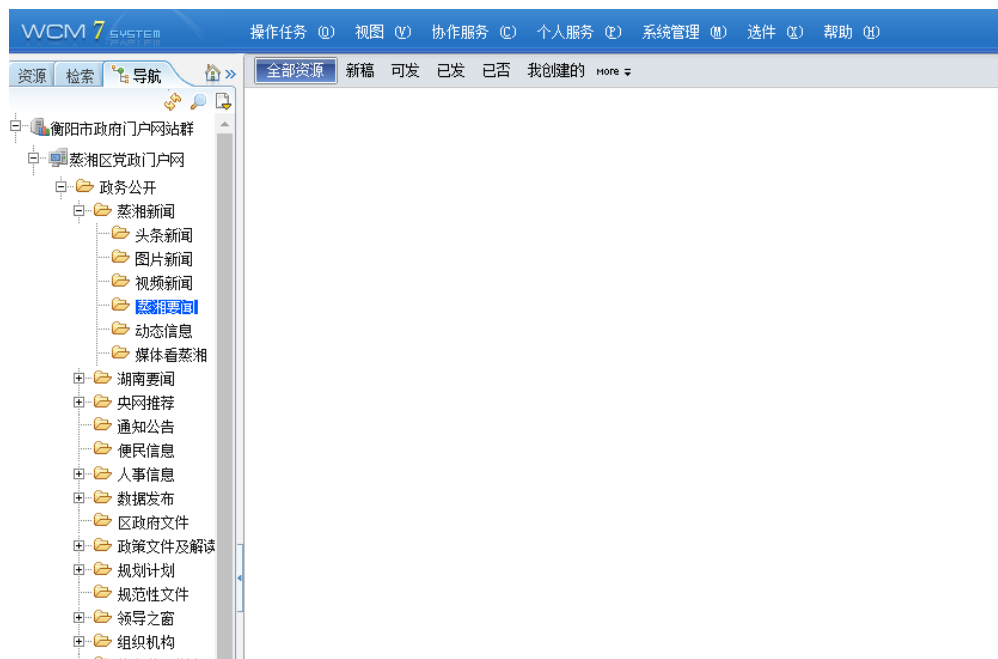 WCM 7 SYSTEM
操作任务 (O) 视图 (V) 协作服务 (C) 个人服务 (P) 系统管理 (M) 选件 (X) 帮助 (H)
资源 检索 导航 »
全部资源 新稿 可发 已发 已否 我创建的 MORE
衡阳市政府门户网站群
蒸湘区党政门户网
政务公开
蒸湘新闻
头条新闻
图片新闻
视频新闻
蒸湘要闻
动态信息
媒体看蒸湘
湖南要闻
央网推荐
通知公告
便民信息
人事信息
数据发布
区政府文件
政策文件及解读
规划计划
规范性文件
领导之窗
组织机构